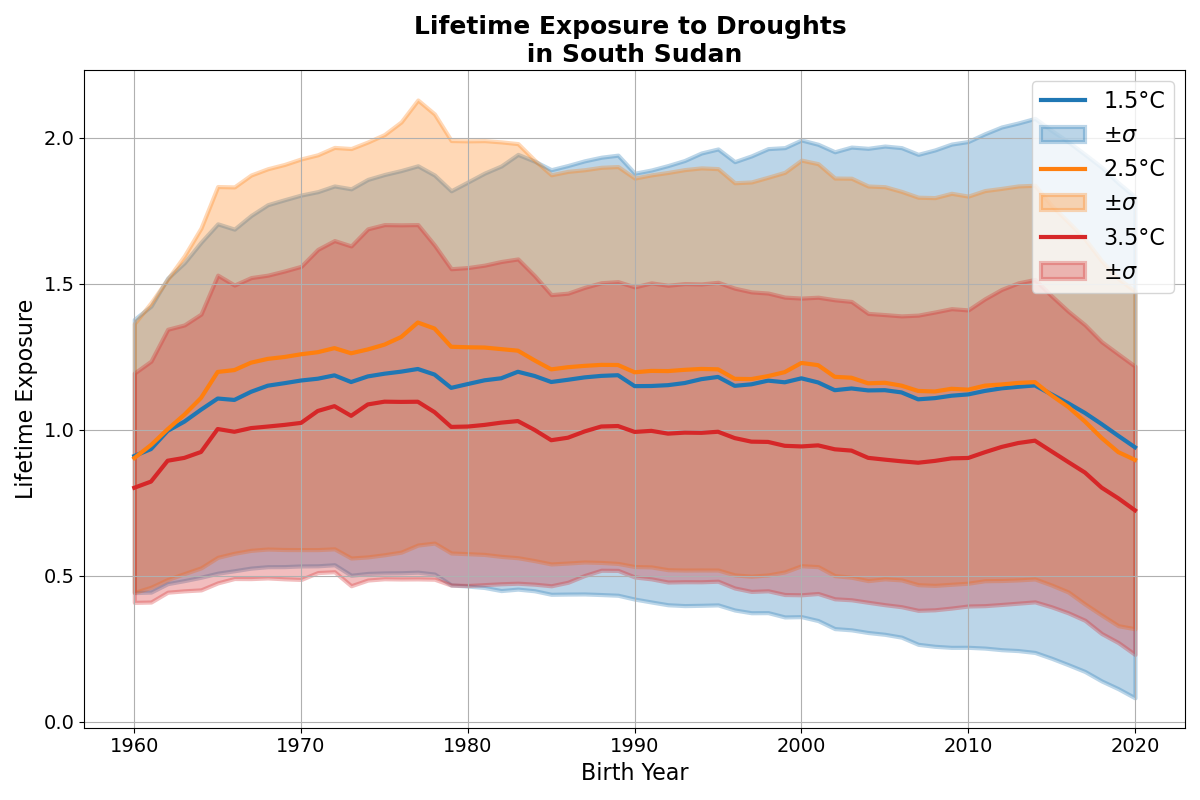 Lifetime Exposure to Droughts
in South Sudan
Lifetime Exposure
2.0
1.5
1.0
0.5
0.0
1.5°C
±σ
2.5°C
±σ
3.5°C
±σ
1960 1970 1980 1990 2000 2010 2020
Birth Year